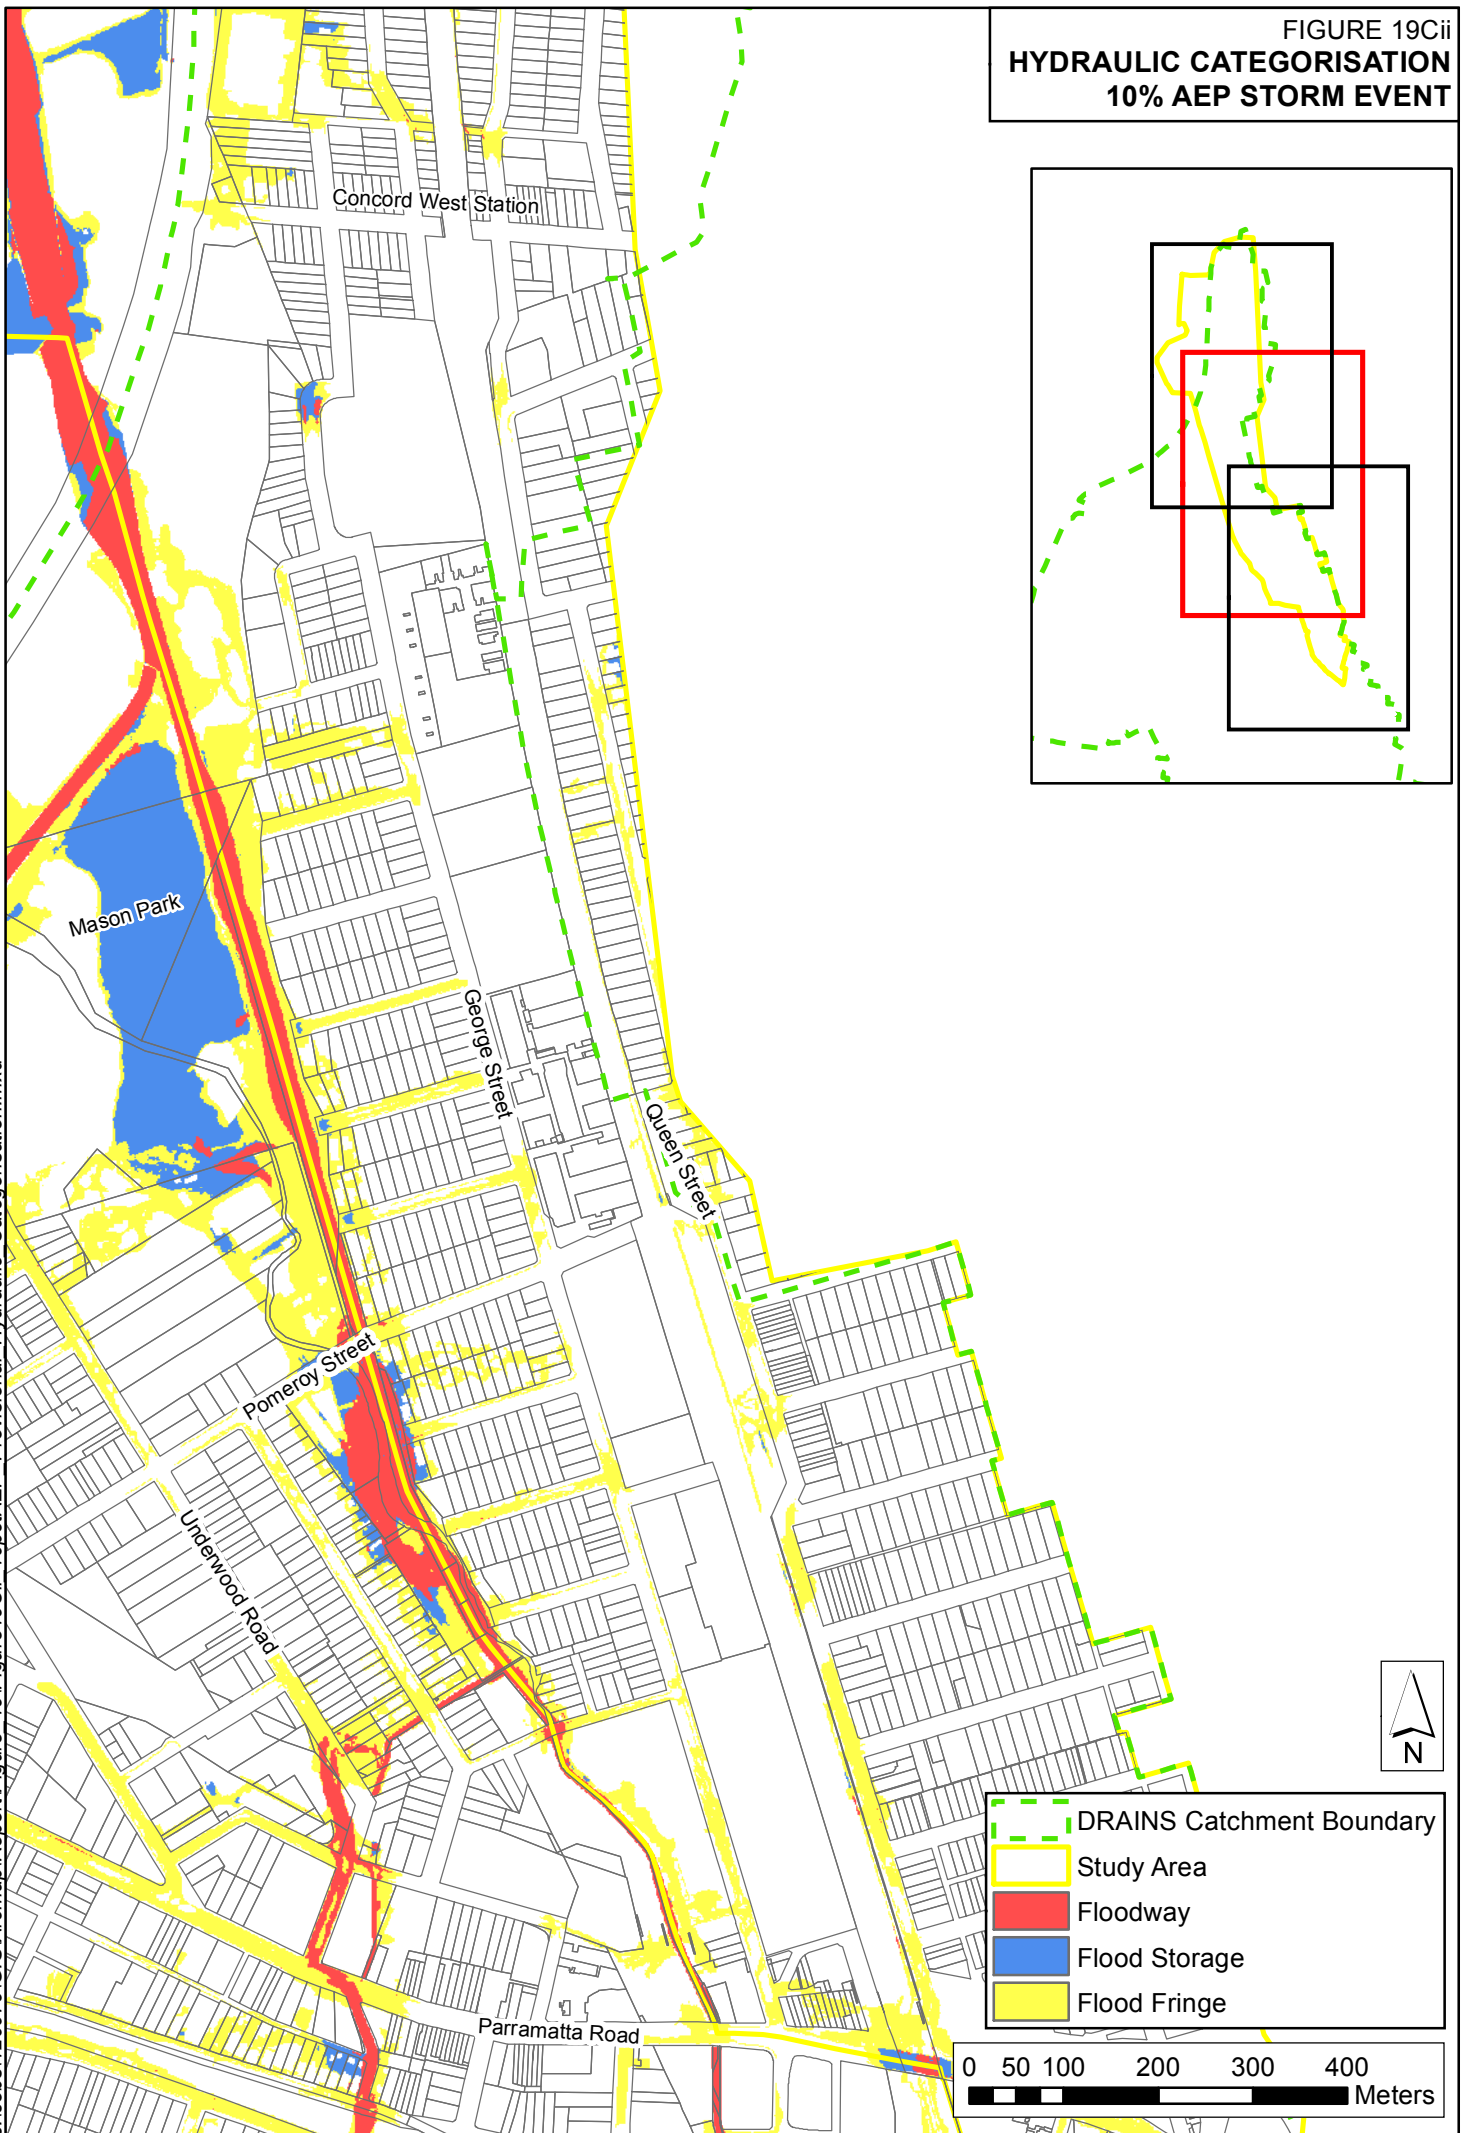 FIGURE 19Cii
HYDRAULIC CATEGORISATION
10% AEP STORM EVENT
Concord West Station
Mason Park
George Street
Queen Street
Pomeroy Street
Underwood Road
Parramatta Road
N
DRAINS Catchment Boundary
Study Area
Floodway
Flood Storage
Flood Fringe
0 50 100 200 300 400
Meters